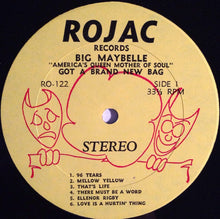 ROJAC
RECORDS
BIG MAYBELLE
"AMERICA'S QUEEN MOTHER OF SOUL"
GOT A BRAND NEW BAG
RO-122
SIDE 1
33⅓ RPM
STEREO
1. 96 TEARS
2. MELLOW YELLOW
3. THAT'S LIFE
4. THERE MUST BE A WORD
5. ELLENOR RIGBY
6. LOVE IS A HURTIN' THING